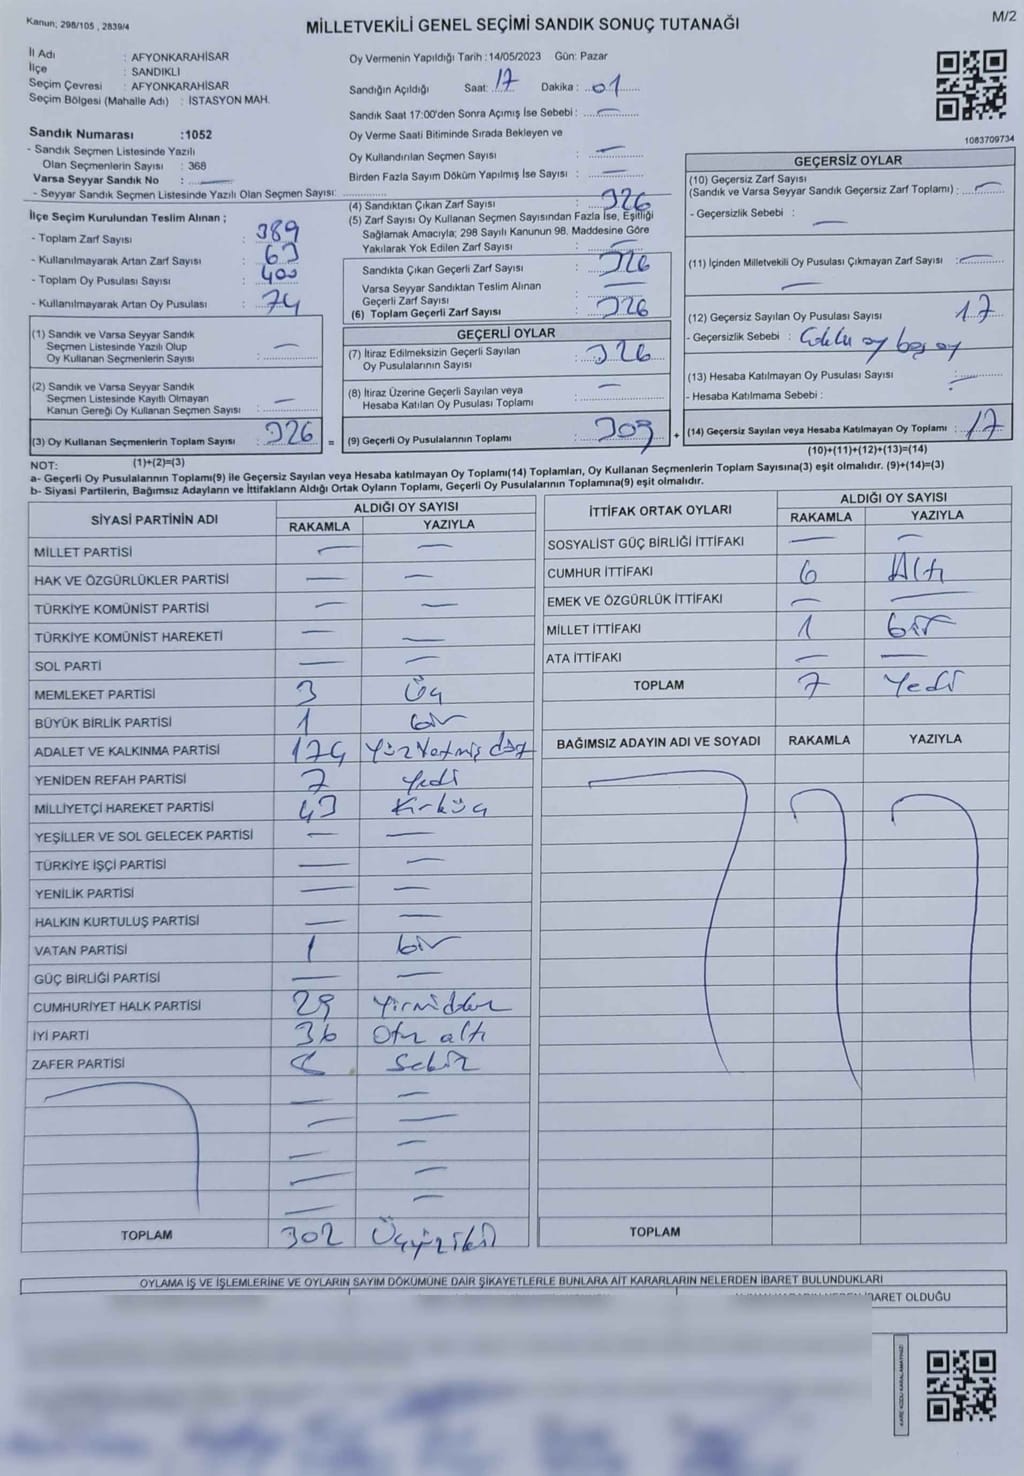 Kanun; 298/105 , 2839/4
MİLLETVEKİLİ GENEL SEÇİMİ SANDIK SONUÇ TUTANAĞI
M/2
İl Adı : AFYONKARAHİSAR
İlçe : SANDIKLI
Seçim Çevresi : AFYONKARAHİSAR
Seçim Bölgesi (Mahalle Adı) : İSTASYON MAH.
Sandık Numarası :1052
- Sandık Seçmen Listesinde Yazılı
Olan Seçmenlerin Sayısı : 368
Varsa Seyyar Sandık No : —
- Seyyar Sandık Seçmen Listesinde Yazılı Olan Seçmen Sayısı:
İlçe Seçim Kurulundan Teslim Alınan ;
- Toplam Zarf Sayısı : 389
- Kullanılmayarak Artan Zarf Sayısı : 63
- Toplam Oy Pusulası Sayısı : 400
- Kullanılmayarak Artan Oy Pusulası : 74
(1) Sandık ve Varsa Seyyar Sandık
Seçmen Listesinde Yazılı Olup
Oy Kullanan Seçmenlerin Sayısı : —
(2) Sandık ve Varsa Seyyar Sandık
Seçmen Listesinde Kayıtlı Olmayan
Kanun Gereği Oy Kullanan Seçmen Sayısı : —
(3) Oy Kullanan Seçmenlerin Toplam Sayısı : 326 =
Oy Vermenin Yapıldığı Tarih :14/05/2023 Gün: Pazar
Sandığın Açıldığı Saat: 17 Dakika : 01
Sandık Saat 17:00'den Sonra Açımış İse Sebebi : —
Oy Verme Saati Bitiminde Sırada Bekleyen ve
Oy Kullandırılan Seçmen Sayısı : —
Birden Fazla Sayım Döküm Yapılmış İse Sayısı : —
(4) Sandıktan Çıkan Zarf Sayısı : 326
(5) Zarf Sayısı Oy Kullanan Seçmen Sayısından Fazla İse, Eşitliği
Sağlamak Amacıyla; 298 Sayılı Kanunun 98. Maddesine Göre
Yakılarak Yok Edilen Zarf Sayısı : —
Sandıkta Çıkan Geçerli Zarf Sayısı : 326
Varsa Seyyar Sandıktan Teslim Alınan
Geçerli Zarf Sayısı : —
(6) Toplam Geçerli Zarf Sayısı : 326
GEÇERLİ OYLAR
(7) İtiraz Edilmeksizin Geçerli Sayılan
Oy Pusulalarının Sayısı : 326
(8) İtiraz Üzerine Geçerli Sayılan veya
Hesaba Katılan Oy Pusulası Toplamı : —
(9) Geçerli Oy Pusulalarının Toplamı : 309 +
1083709734
GEÇERSİZ OYLAR
(10) Geçersiz Zarf Sayısı
(Sandık ve Varsa Seyyar Sandık Geçersiz Zarf Toplamı) : —
- Geçersizlik Sebebi : —
(11) İçinden Milletvekili Oy Pusulası Çıkmayan Zarf Sayısı : —
(12) Geçersiz Sayılan Oy Pusulası Sayısı : 17
- Geçersizlik Sebebi : oy boş oy
(13) Hesaba Katılmayan Oy Pusulası Sayısı : —
- Hesaba Katılmama Sebebi :
(14) Geçersiz Sayılan veya Hesaba Katılmayan Oy Toplamı : 17
(1)+(2)=(3)
(10)+(11)+(12)+(13)=(14)
NOT:
a- Geçerli Oy Pusulalarının Toplamı(9) ile Geçersiz Sayılan veya Hesaba katılmayan Oy Toplamı(14) Toplamları, Oy Kullanan Seçmenlerin Toplam Sayısına(3) eşit olmalıdır. (9)+(14)=(3)
b- Siyasi Partilerin, Bağımsız Adayların ve İttifakların Aldığı Ortak Oyların Toplamı, Geçerli Oy Pusulalarının Toplamına(9) eşit olmalıdır.
SİYASİ PARTİNİN ADI
ALDIĞI OY SAYISI
RAKAMLA YAZIYLA
MİLLET PARTİSİ — —
HAK VE ÖZGÜRLÜKLER PARTİSİ — —
TÜRKİYE KOMÜNİST PARTİSİ — —
TÜRKİYE KOMÜNİST HAREKETİ — —
SOL PARTİ — —
MEMLEKET PARTİSİ 3 Üç
BÜYÜK BİRLİK PARTİSİ 1 bir
ADALET VE KALKINMA PARTİSİ 174 Yüz Yetmiş dört
YENİDEN REFAH PARTİSİ 7 Yedi
MİLLİYETÇİ HAREKET PARTİSİ 43 Kırküç
YEŞİLLER VE SOL GELECEK PARTİSİ — —
TÜRKİYE İŞÇİ PARTİSİ — —
YENİLİK PARTİSİ — —
HALKIN KURTULUŞ PARTİSİ — —
VATAN PARTİSİ 1 bir
GÜÇ BİRLİĞİ PARTİSİ — —
CUMHURİYET HALK PARTİSİ 29 Yirmidokuz
İYİ PARTİ 36 Otuz altı
ZAFER PARTİSİ 8 Sekiz
— —
— —
— —
— —
— —
TOPLAM 302 Üçyüziki
İTTİFAK ORTAK OYLARI
ALDIĞI OY SAYISI
RAKAMLA YAZIYLA
SOSYALİST GÜÇ BİRLİĞİ İTTİFAKI — —
CUMHUR İTTİFAKI 6 Altı
EMEK VE ÖZGÜRLÜK İTTİFAKI — —
MİLLET İTTİFAKI 1 bir
ATA İTTİFAKI — —
TOPLAM 7 Yedi
BAĞIMSIZ ADAYIN ADI VE SOYADI RAKAMLA YAZIYLA
TOPLAM
OYLAMA İŞ VE İŞLEMLERİNE VE OYLARIN SAYIM DÖKÜMÜNE DAİR ŞİKAYETLERLE BUNLARA AİT KARARLARIN NELERDEN İBARET BULUNDUKLARI
İBARET OLDUĞU
KARE KODU KARALAMAYINIZ!